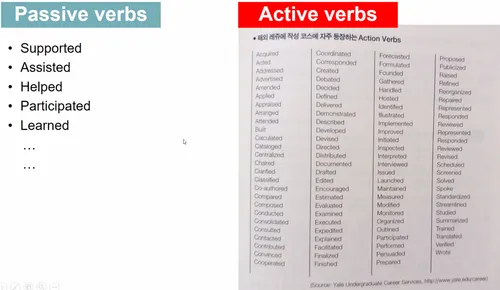 Passive verbs
• Supported
• Assisted
• Helped
• Participated
• Learned
…
…
Active verbs
해외 레쥬메 작성 코스에 자주 등장하는 Action Verbs
Acquired
Acted
Addressed
Advertised
Amended
Applied
Appraised
Arranged
Attended
Built
Calculated
Cataloged
Centralized
Chaired
Clarified
Classified
Co-authored
Compared
Composed
Conducted
Consolidated
Consulted
Contacted
Contributed
Convinced
Cooperated
Coordinated
Corresponded
Created
Debated
Decided
Defined
Delivered
Demonstrated
Described
Developed
Devised
Directed
Distributed
Documented
Drafted
Edited
Encouraged
Estimated
Evaluated
Examined
Executed
Expedited
Explained
Facilitated
Finalized
Finished
Forecasted
Formulated
Founded
Gathered
Handled
Hosted
Identified
Illustrated
Implemented
Improved
Initiated
Inspected
Interpreted
Interviewed
Issued
Launched
Maintained
Measured
Modified
Monitored
Organized
Outlined
Participated
Performed
Persuaded
Prepared
Proposed
Publicized
Raised
Refined
Reorganized
Repaired
Represented
Responded
Reviewed
Represented
Responded
Reviewed
Revised
Scheduled
Screened
Solved
Spoke
Standardized
Streamlined
Studied
Summarized
Trained
Translated
Verified
Wrote
(Source: Yale Undergraduate Career Services, http://www.yale.edu/career)